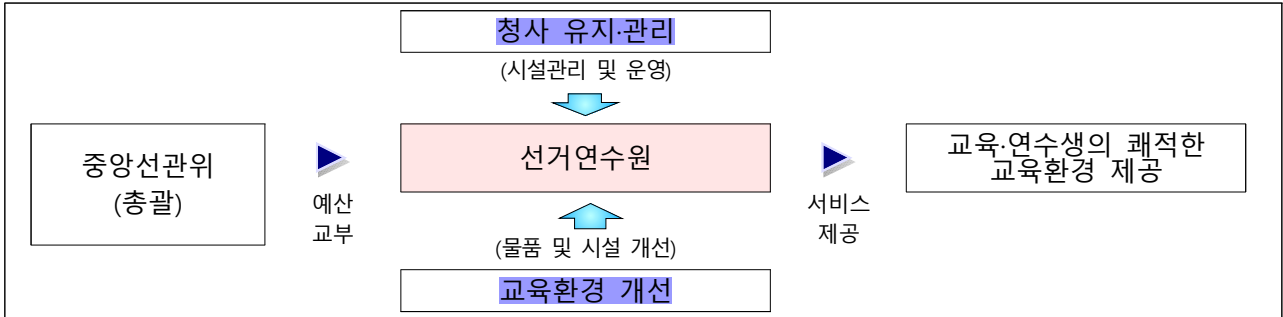 청사 유지·관리
(시설관리 및 운영)
중앙선관위
(총괄)
예산
교부
선거연수원
서비스
제공
교육·연수생의 쾌적한
교육환경 제공
(물품 및 시설 개선)
교육환경 개선